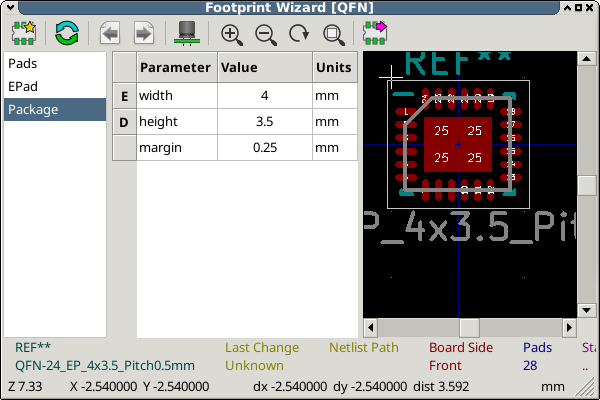 Footprint Wizard [QFN]
Pads
EPad
Package
Parameter Value Units
E width 4 mm
D height 3.5 mm
margin 0.25 mm
REF**
25 25
25 25
P_4x3.5_Pit
REF** Last Change Netlist Path Board Side Pads Sta
QFN-24_EP_4x3.5_Pitch0.5mm Unknown Front 28 ..
Z 7.33 X -2.540000 Y -2.540000 dx -2.540000 dy -2.540000 dist 3.592 mm